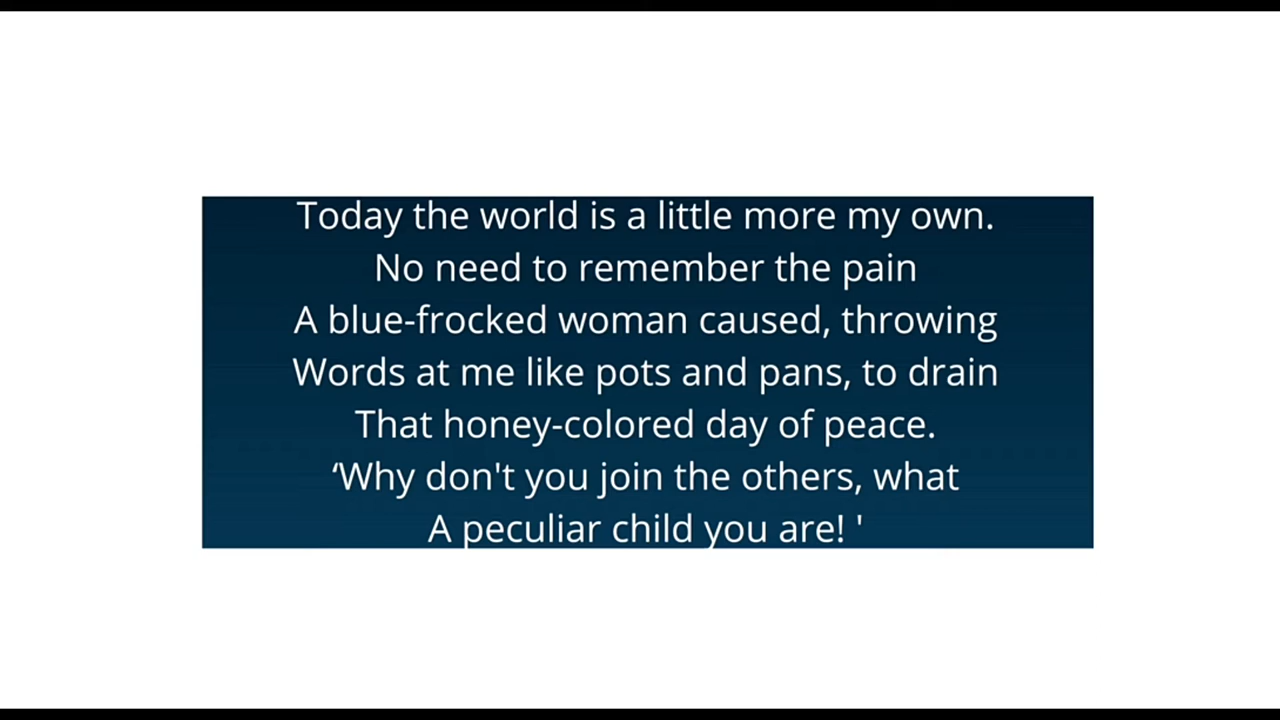 Today the world is a little more my own.
No need to remember the pain
A blue-frocked woman caused, throwing
Words at me like pots and pans, to drain
That honey-colored day of peace.
‘Why don't you join the others, what
A peculiar child you are! '